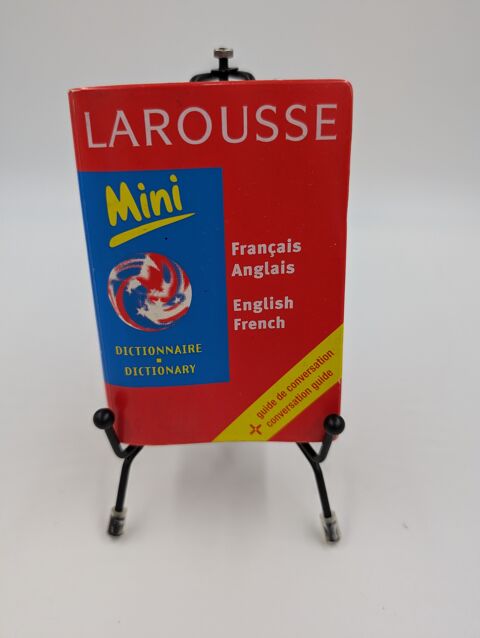 LAROUSSE
Mini
Français
Anglais
English
French
DICTIONNAIRE
DICTIONARY
guide de conversation
+ conversation guide